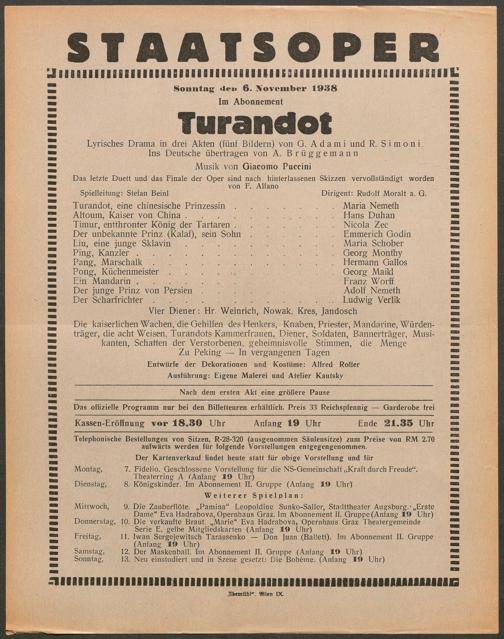 STAATSOPER
Sonntag den 6. November 1938
Im Abonnement
Turandot
Lyrisches Drama in drei Akten (fünf Bildern) von G. Adami und R. Simoni
Ins Deutsche übertragen von A. Brüggemann
Musik von Giacomo Puccini
Das letzte Duett und das Finale der Oper sind nach hinterlassenen Skizzen vervollständigt worden
von F. Alfano
Spielleitung: Stefan Beinl Dirigent: Rudolf Moralt a. G.
Turandot, eine chinesische Prinzessin . . . . . . . . . Maria Nemeth
Altoum, Kaiser von China . . . . . . . . . Hans Duhan
Timur, entthronter König der Tartaren . . . . . . . . . Nicola Zec
Der unbekannte Prinz (Kalaf), sein Sohn . . . . . . . . . Emmerich Godin
Liu, eine junge Sklavin . . . . . . . . . Maria Schober
Ping, Kanzler . . . . . . . . . Georg Monthy
Pang, Marschalk . . . . . . . . . Hermann Gallos
Pong, Küchenmeister . . . . . . . . . Georg Maikl
Ein Mandarin . . . . . . . . . Franz Worff
Der junge Prinz von Persien . . . . . . . . . Adolf Nemeth
Der Scharfrichter . . . . . . . . . Ludwig Verlik
Vier Diener: Hr. Weinrich, Nowak, Kres, Jandosch
Die kaiserlichen Wachen, die Gehilfen des Henkers, Knaben, Priester, Mandarine, Würden-
träger, die acht Weisen. Turandots Kammerfrauen, Diener, Soldaten, Bannerträger, Musi-
kanten, Schatten der Verstorbenen, geheimnisvolle Stimmen, die Menge
Zu Peking — In vergangenen Tagen
Entwürfe der Dekorationen und Kostüme: Alfred Roller
Ausführung: Eigene Malerei und Atelier Kautsky
Nach dem ersten Akt eine größere Pause
Das offizielle Programm nur bei den Billetteuren erhältlich. Preis 33 Reichspfennig — Garderobe frei
Kassen-Eröffnung vor 18.30 Uhr Anfang 19 Uhr Ende 21.35 Uhr
Telephonische Bestellungen von Sitzen, R-28-320 (ausgenommen Säulensitze) zum Preise von RM 2.70
aufwärts werden für folgende Vorstellungen entgegengenommen.
Der Kartenverkauf findet heute statt für obige Vorstellung und für
Montag, 7. Fidelio. Geschlossene Vorstellung für die NS-Gemeinschaft „Kraft durch Freude".
Theaterring A (Anfang 19 Uhr)
Dienstag, 8. Königskinder. Im Abonnement II. Gruppe (Anfang 19 Uhr)
Weiterer Spielplan:
Mittwoch, 9. Die Zauberflöte. „Pamina" Leopoldine Sunko-Saller, Stadttheater Augsburg, „Erste
Dame" Eva Hadrabova, Opernhaus Graz. Im Abonnement II. Gruppe (Anfang 19 Uhr)
Donnerstag, 10. Die verkaufte Braut. „Marie" Eva Hadrabova, Opernhaus Graz Theatergemeinde
Serie E, gelbe Mitgliedskarten (Anfang 19 Uhr)
Freitag, 11. Iwan Sergejewitsch Tarassenko — Don Juan (Ballett). Im Abonnement II. Gruppe
(Anfang 19 Uhr)
Samstag, 12. Der Maskenball. Im Abonnement II. Gruppe (Anfang 19 Uhr)
Sonntag, 13. Neu einstudiert und in Szene gesetzt: Die Bohème. (Anfang 19 Uhr)
Wien IX.